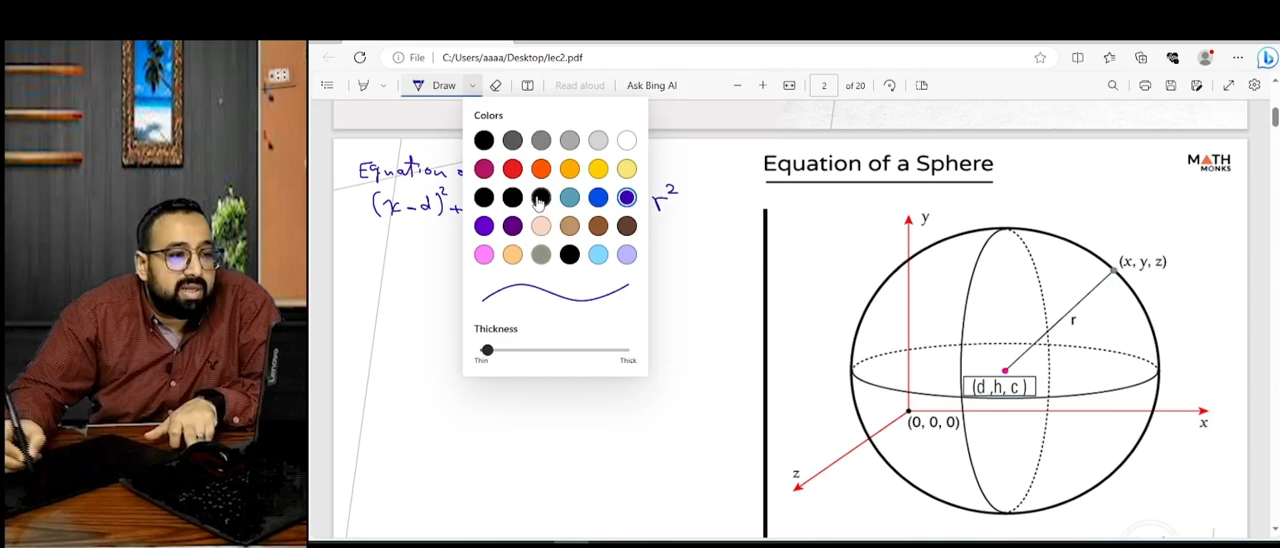 File C:/Users/aaaa/Desktop/lec2.pdf
Draw Read aloud Ask Bing AI 2 of 20
Colors
Thickness
Thin Thick
Equation
(x-d)²+ r²
Equation of a Sphere
MATH
MONKS
y
(x, y, z)
r
(d ,h, c )
(0, 0, 0)
x
z
Lenovo